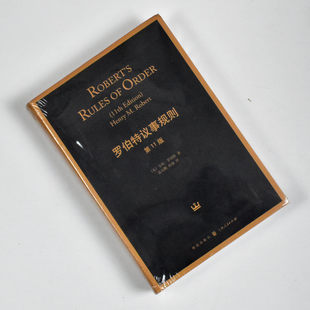 ROBERT'S
RULES OF ORDER
(11th Edition)
Henry M. Robert
罗伯特议事规则
第11版